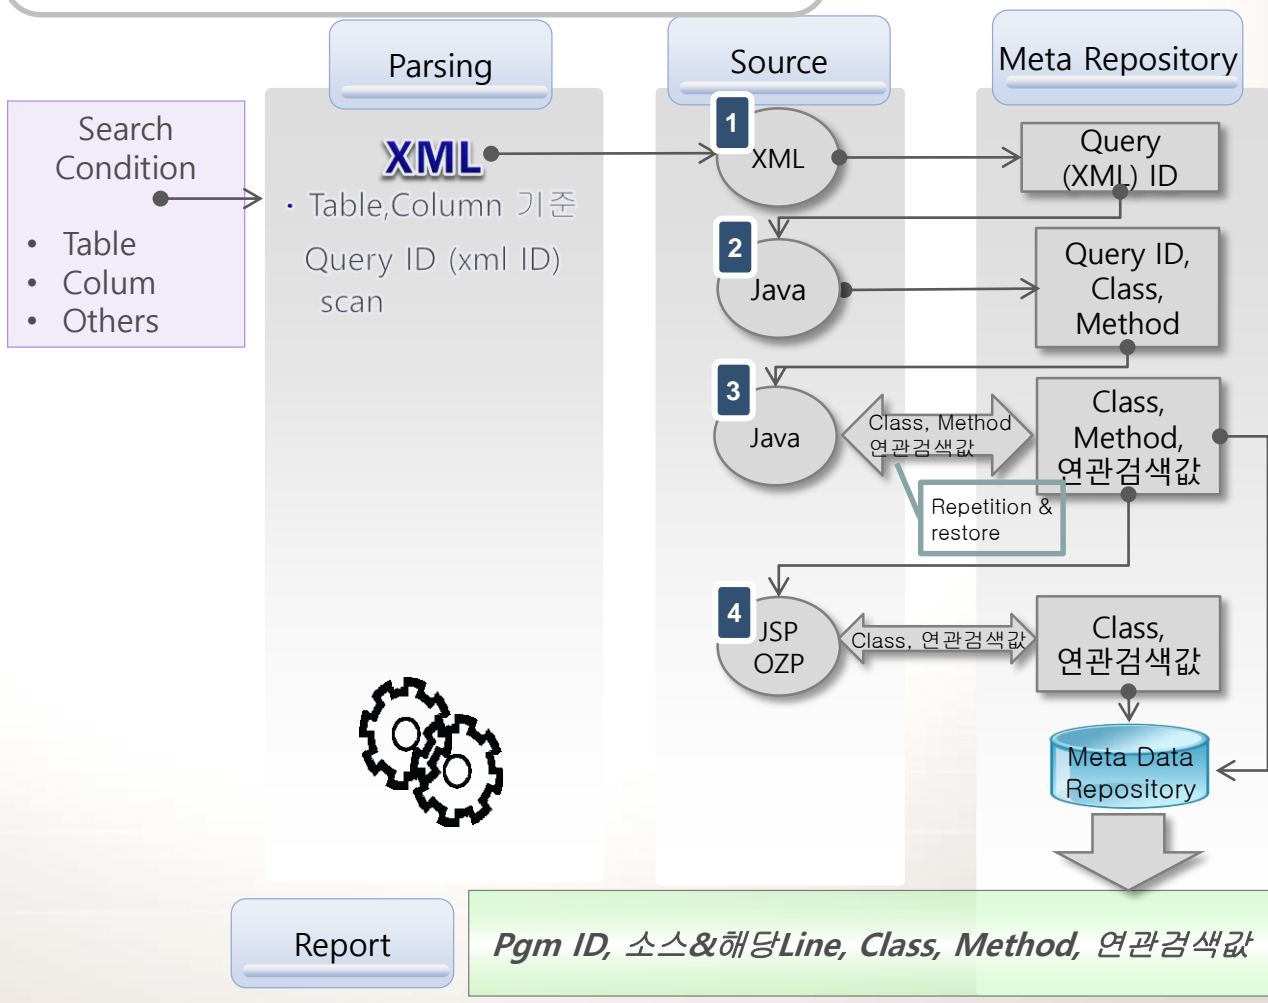 Parsing
Source
Meta Repository
Search
Condition
• Table
• Colum
• Others
XML
• Table,Column 기준
Query ID (xml ID)
scan
1
XML
Query
(XML) ID
2
Java
Query ID,
Class,
Method
3
Java
Class, Method
연관검색값
Class,
Method,
연관검색값
Repetition &
restore
4
JSP
OZP
Class, 연관검색값
Class,
연관검색값
Meta Data
Repository
Report
Pgm ID, 소스&해당Line, Class, Method, 연관검색값